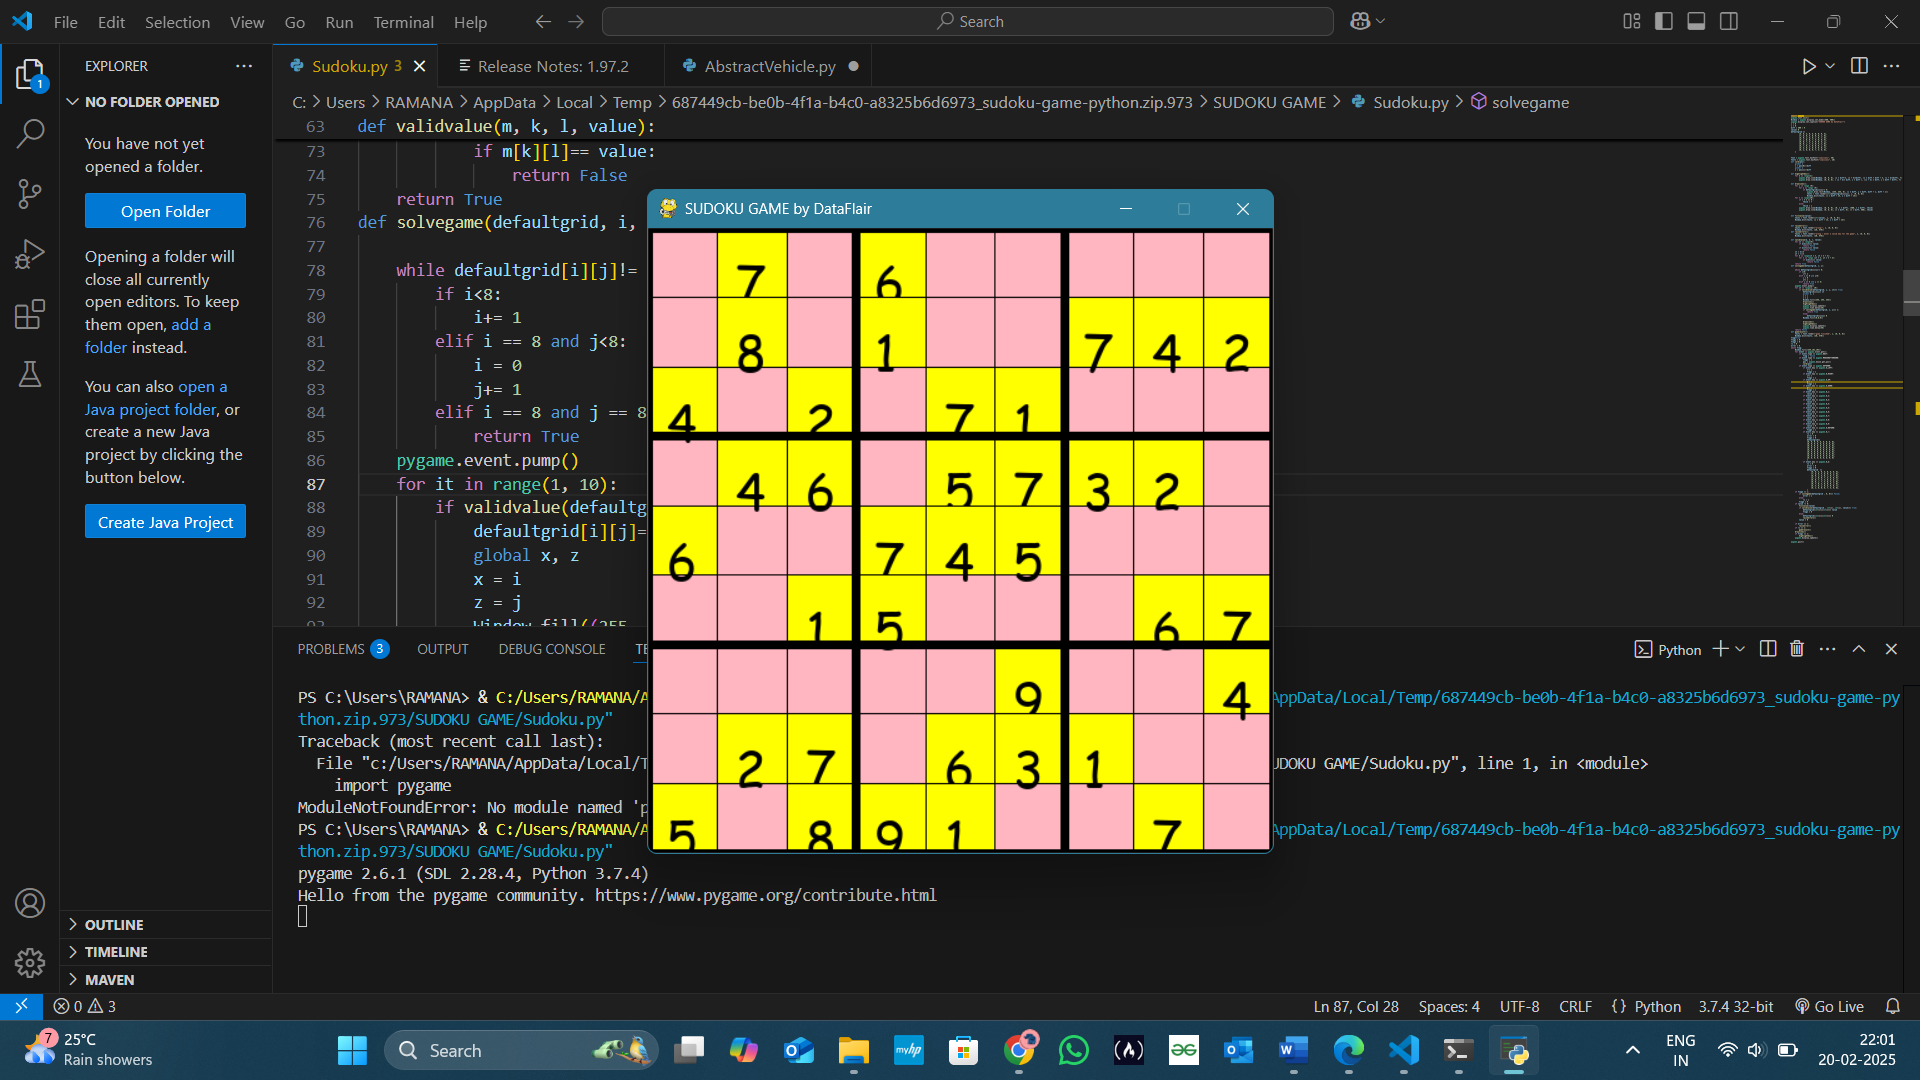 File Edit Selection View Go Run Terminal Help
Search
EXPLORER
NO FOLDER OPENED
You have not yet
opened a folder.
Open Folder
Opening a folder will
close all currently
open editors. To keep
them open, add a
folder instead.
You can also open a
Java project folder, or
create a new Java
project by clicking the
button below.
Create Java Project
OUTLINE
TIMELINE
MAVEN
1
Sudoku.py 3
Release Notes: 1.97.2
AbstractVehicle.py
C: > Users > RAMANA > AppData > Local > Temp > 687449cb-be0b-4f1a-b4c0-a8325b6d6973_sudoku-game-python.zip.973 > SUDOKU GAME > Sudoku.py > solvegame
63 def validvalue(m, k, l, value):
73 if m[k][l]== value:
74 return False
75 return True
76 def solvegame(defaultgrid, i,
77
78 while defaultgrid[i][j]!=
79 if i<8:
80 i+= 1
81 elif i == 8 and j<8:
82 i = 0
83 j+= 1
84 elif i == 8 and j == 8
85 return True
86 pygame.event.pump()
87 for it in range(1, 10):
88 if validvalue(defaultg
89 defaultgrid[i][j]=
90 global x, z
91 x = i
92 z = j
SUDOKU GAME by DataFlair
7 6
8 1 7 4 2
4 2 7 1
4 6 5 7 3 2
6 7 4 5
1 5 6 7
9 4
2 7 6 3 1
5 8 9 1 7
PROBLEMS 3 OUTPUT DEBUG CONSOLE TE
Python
PS C:\Users\RAMANA> & C:/Users/RAMANA/A AppData/Local/Temp/687449cb-be0b-4f1a-b4c0-a8325b6d6973_sudoku-game-py
thon.zip.973/SUDOKU GAME/Sudoku.py"
Traceback (most recent call last):
File "c:/Users/RAMANA/AppData/Local/T UDOKU GAME/Sudoku.py", line 1, in <module>
import pygame
ModuleNotFoundError: No module named 'p
PS C:\Users\RAMANA> & C:/Users/RAMANA/A AppData/Local/Temp/687449cb-be0b-4f1a-b4c0-a8325b6d6973_sudoku-game-py
thon.zip.973/SUDOKU GAME/Sudoku.py"
pygame 2.6.1 (SDL 2.28.4, Python 3.7.4)
Hello from the pygame community. https://www.pygame.org/contribute.html
0 3
Ln 87, Col 28 Spaces: 4 UTF-8 CRLF {} Python 3.7.4 32-bit Go Live
7 25°C
Rain showers
Search
myhp
ENG
IN
22:01
20-02-2025